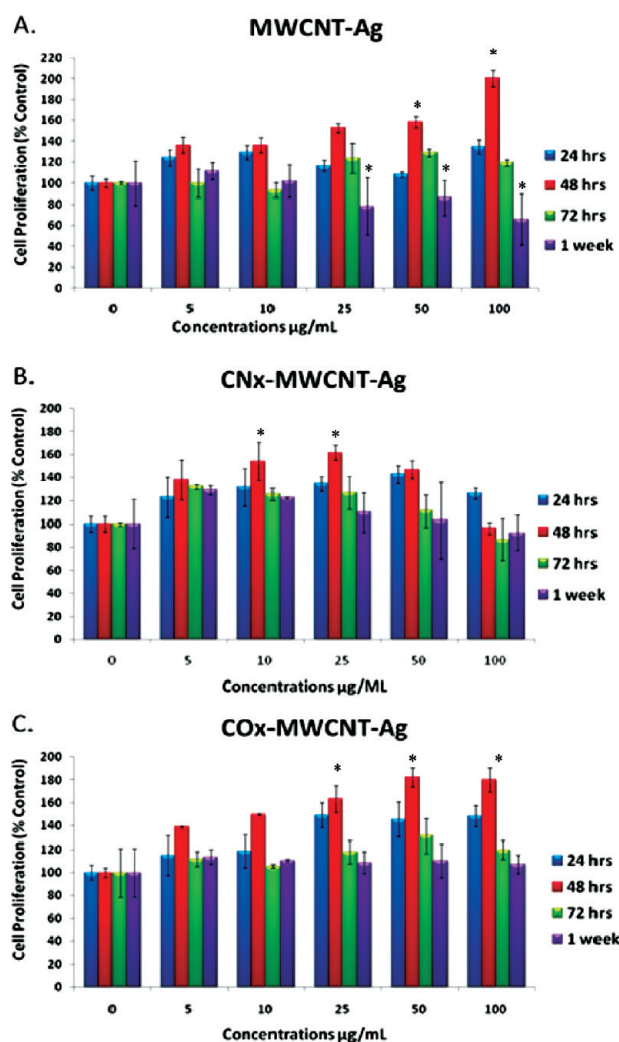 A.
MWCNT-Ag
Cell Proliferation (% Control)
220
200
180
160
140
120
100
80
60
40
20
0
*
*
*
*
*
0 5 10 25 50 100
Concentrations µg/mL
24 hrs
48 hrs
72 hrs
1 week
B.
CNx-MWCNT-Ag
Cell Proliferation (% Control)
200
180
160
140
120
100
80
60
40
20
0
*
*
0 5 10 25 50 100
Concentrations µg/ML
24 hrs
48 hrs
72 hrs
1 week
C.
COx-MWCNT-Ag
Cell Proliferation (% Control)
200
180
160
140
120
100
80
60
40
20
0
*
*
*
0 5 10 25 50 100
Concentrations µg/mL
24 hrs
48 hrs
72 hrs
1 week